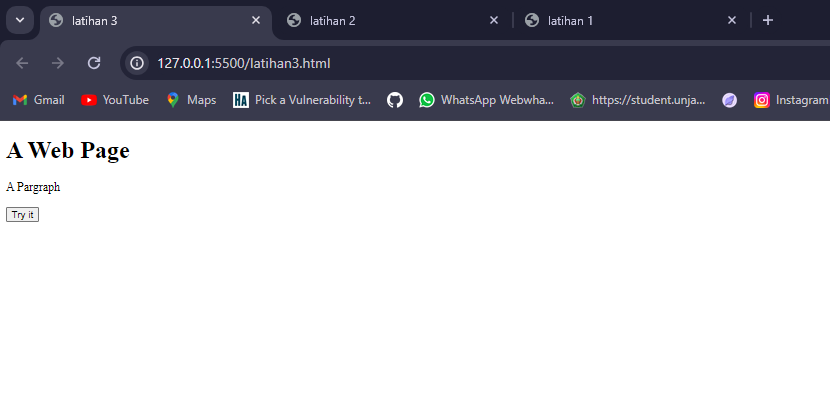 latihan 3
latihan 2
latihan 1
127.0.0.1:5500/latihan3.html
Gmail
YouTube
Maps
HA
Pick a Vulnerability t...
WhatsApp Webwha...
https://student.unja...
Instagram
A Web Page
A Pargraph
Try it